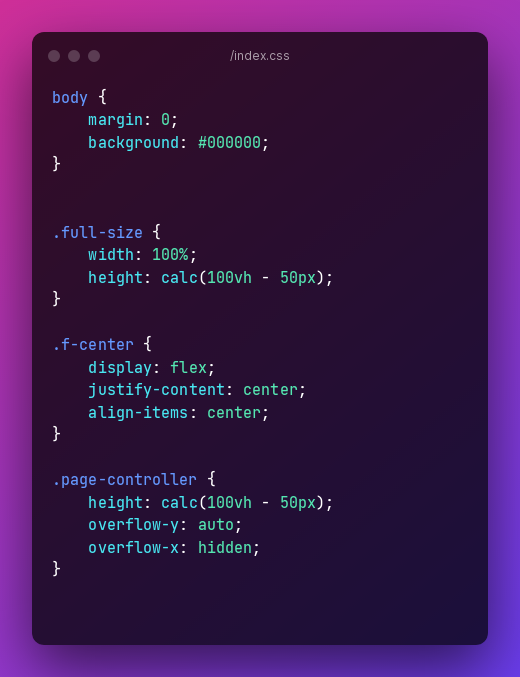 /index.css
body {
    margin: 0;
    background: #000000;
}
.full-size {
    width: 100%;
    height: calc(100vh - 50px);
}
.f-center {
    display: flex;
    justify-content: center;
    align-items: center;
}
.page-controller {
    height: calc(100vh - 50px);
    overflow-y: auto;
    overflow-x: hidden;
}